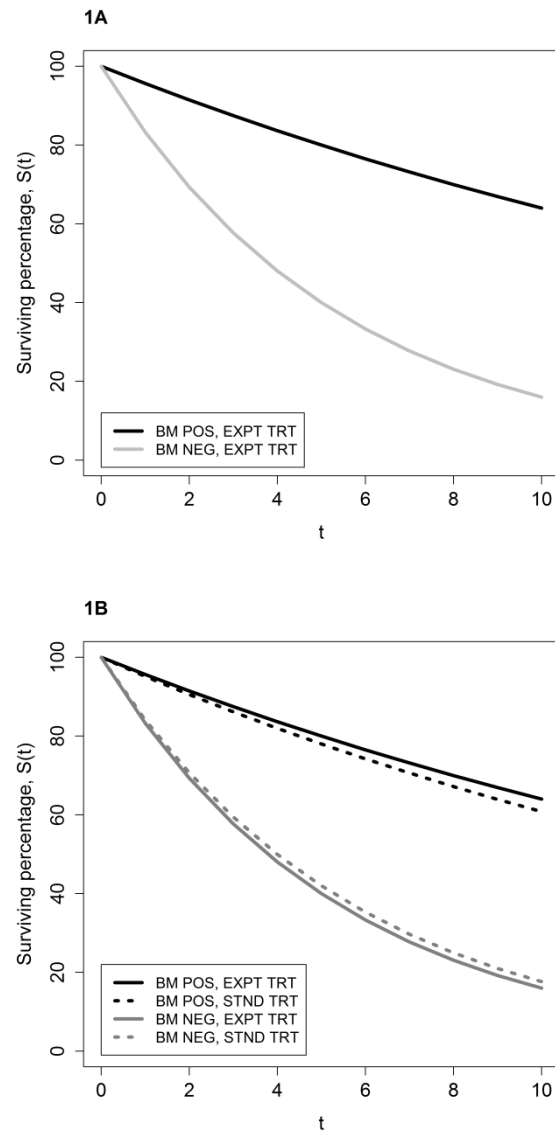 1A
Surviving percentage, S(t)
100
80
60
40
20
0
BM POS, EXPT TRT
BM NEG, EXPT TRT
0 2 4 6 8 10
t
1B
Surviving percentage, S(t)
100
80
60
40
20
0
BM POS, EXPT TRT
BM POS, STND TRT
BM NEG, EXPT TRT
BM NEG, STND TRT
0 2 4 6 8 10
t